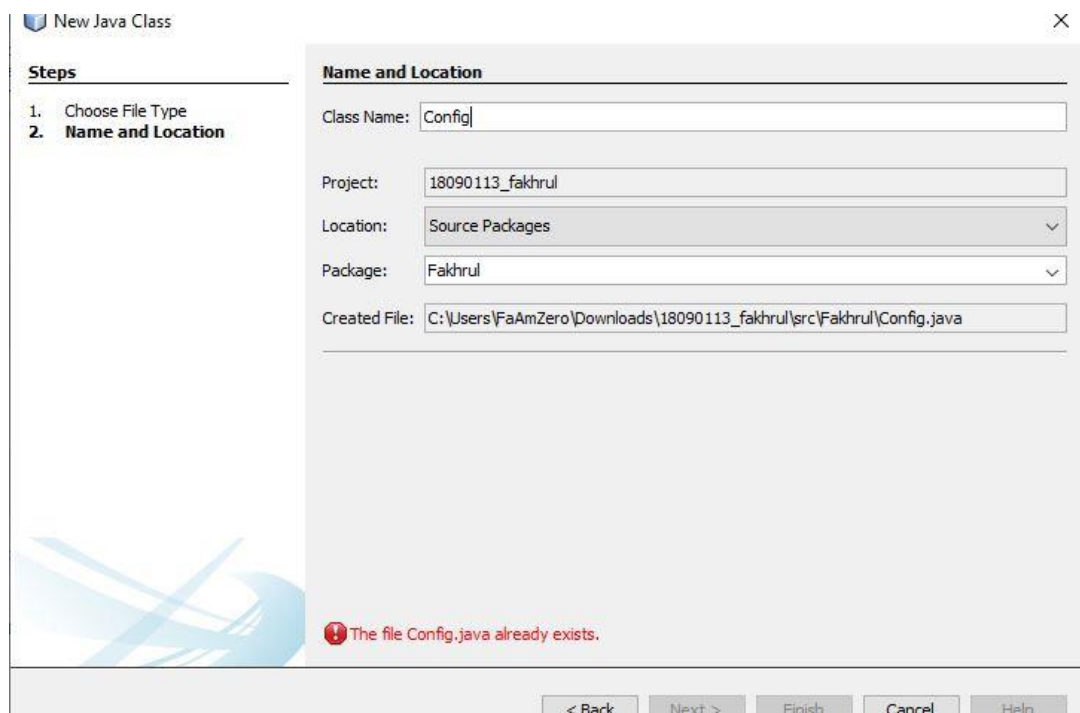 New Java Class
Steps
1. Choose File Type
2. Name and Location
Name and Location
Class Name: Config
Project: 18090113_fakhrul
Location: Source Packages
Package: Fakhrul
Created File: C:\Users\FaAmZero\Downloads\18090113_fakhrul\src\Fakhrul\Config.java
The file Config.java already exists.
< Back Next > Finish Cancel Help